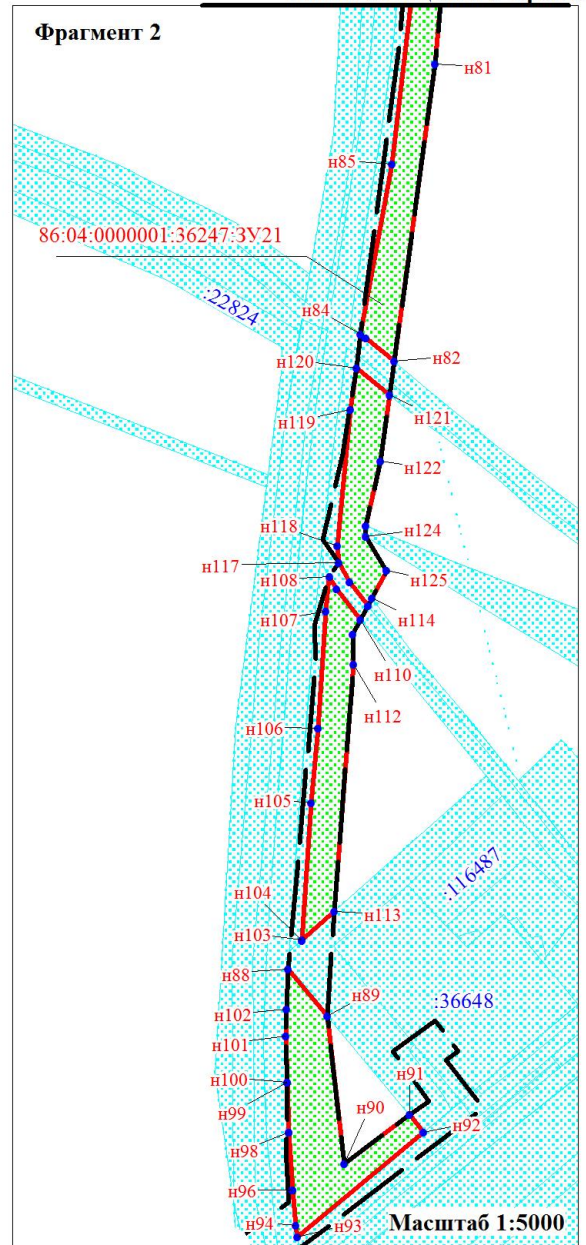 Фрагмент 2
н81
н85
86:04:0000001:36247:ЗУ21
:22824
н84
н120
н82
н119
н121
н122
н118
н124
н117
н108
н125
н107
н114
н110
н112
н106
н105
:116487
н104
н113
н103
н88
:36648
н102
н89
н101
н100
н91
н99
н92
н90
н98
н96
н94
н93
Масштаб 1:5000